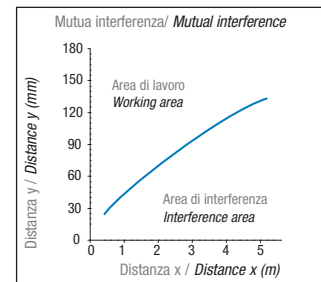 Mutua interferenza/ Mutual interference
180
150
120
90
60
30
0
Distanza y / Distance y (mm)
Area di lavoro
Working area
Area di interferenza
Interference area
1 2 3 4 5
Distanza x / Distance x (m)